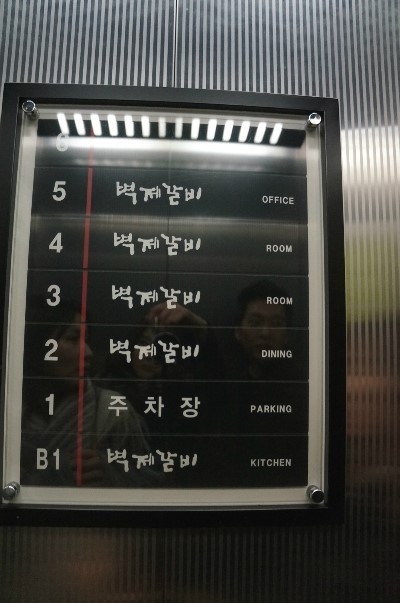 6
5 벽제갈비 OFFICE
4 벽제갈비 ROOM
3 벽제갈비 ROOM
2 벽제갈비 DINING
1 주차장 PARKING
B1 벽제갈비 KITCHEN